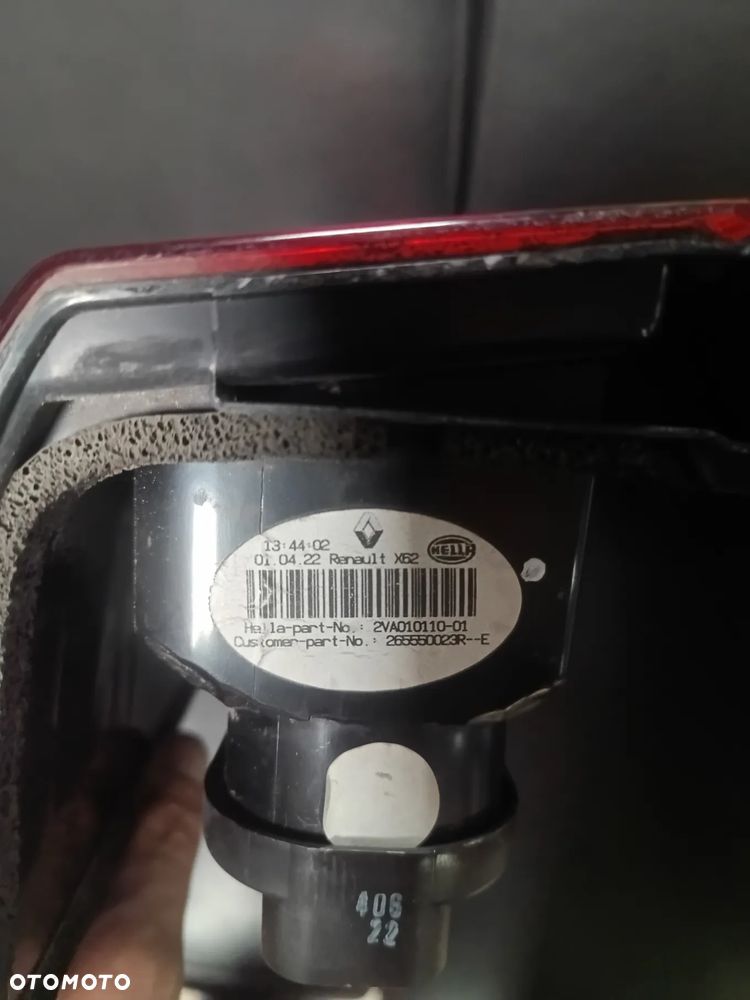 13:44:02
01.04.22 Renault X62
HELLA
Hella-part-No.: 2VA010110-01
Customer-part-No.: 265550023R--E
406
22
OTOMOTO